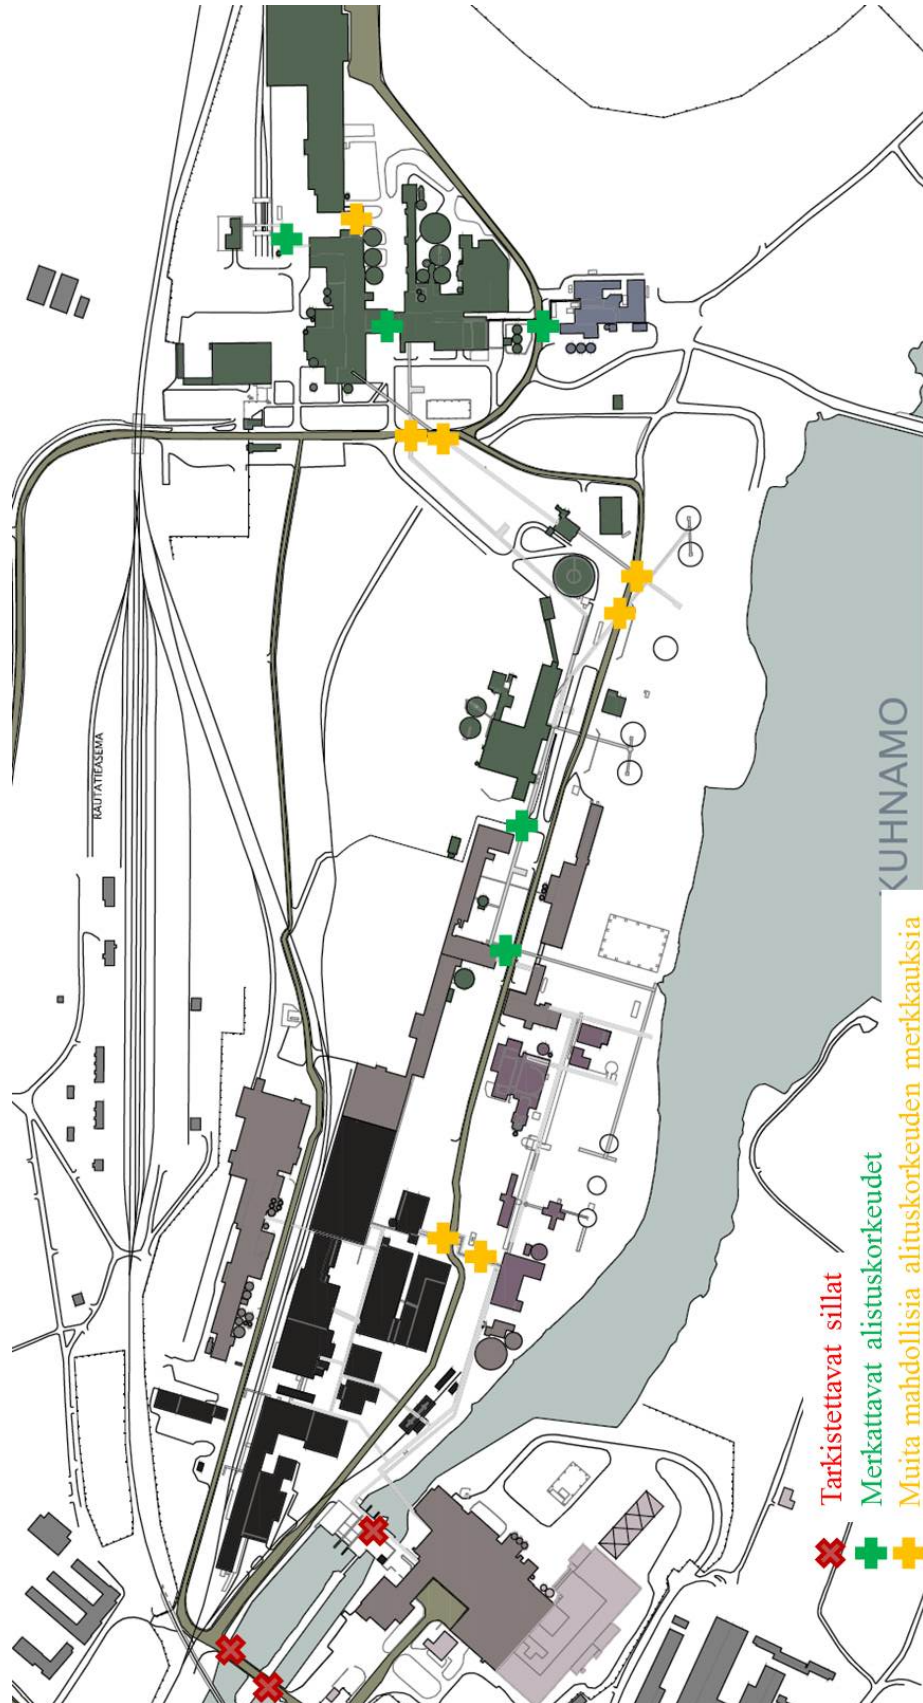 RAUTATIEASEMA
KUHNAMO
Tarkistettavat sillat
Merkattavat alistuskorkeudet
Muita mahdollisia alituskorkeuden merkkauksia